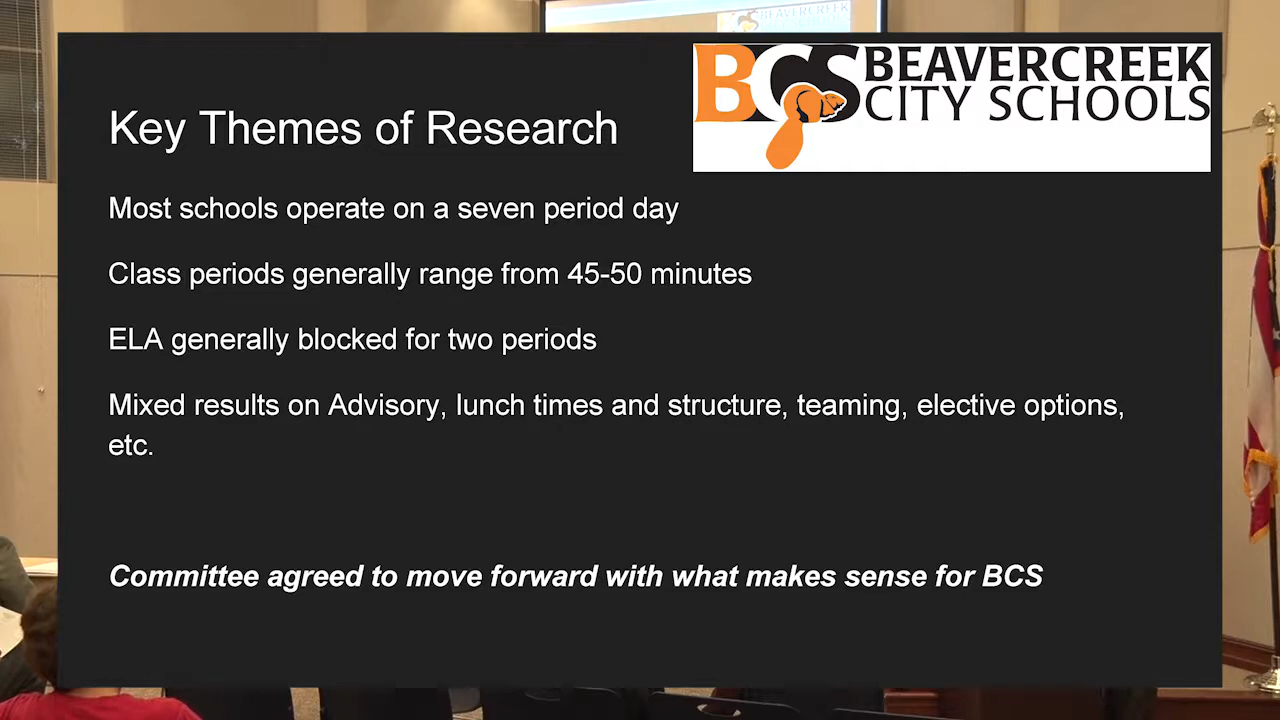 BEAVERCREEK
BCS BEAVERCREEK
CITY SCHOOLS
Key Themes of Research
Most schools operate on a seven period day
Class periods generally range from 45-50 minutes
ELA generally blocked for two periods
Mixed results on Advisory, lunch times and structure, teaming, elective options,
etc.
Committee agreed to move forward with what makes sense for BCS